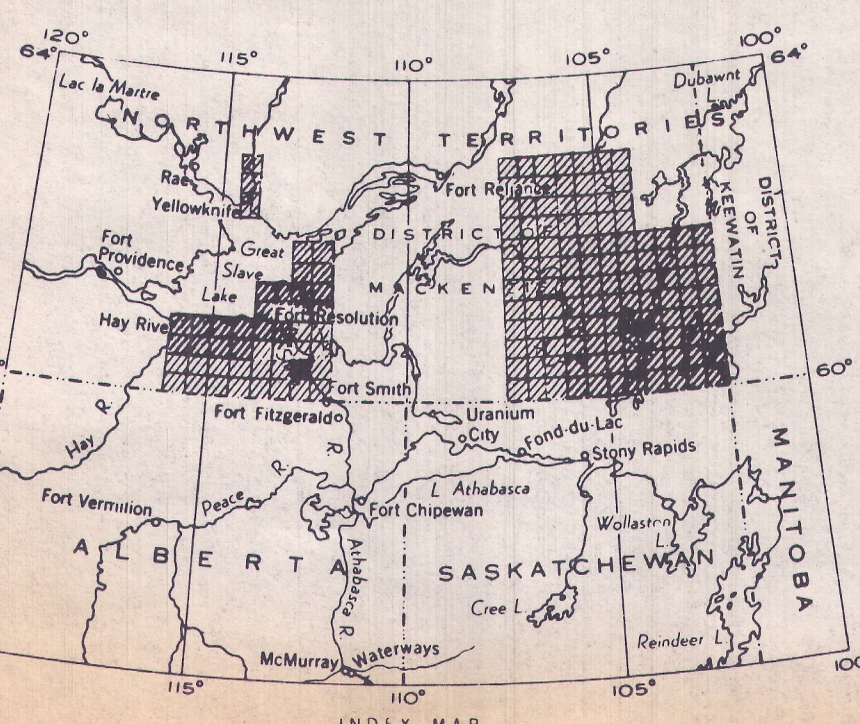 120°
115°
110°
105°
100°
64°
64°
Dubawnt
L.
Lac la Martre
NORTHWEST TERRITORIES
Rae
Fort Reliance
Yellowknife
DISTRICT OF
MACKENZIE
DISTRICT
OF
KEEWATIN
Fort
Providence
Great
Slave
Lake
Hay River
Fort Resolution
60°
Fort Smith
Fort Fitzgerald
Uranium
City
Fond-du-Lac
Stony Rapids
Hay R.
R.
Fort Vermilion
Peace R.
L Athabasca
Fort Chipewan
Wollaston
L.
ALBERTA
Athabasca R.
SASKATCHEWAN
MANITOBA
Cree L.
Reindeer L.
McMurray
Waterways
115°
110°
105°
100
INDEX MAP